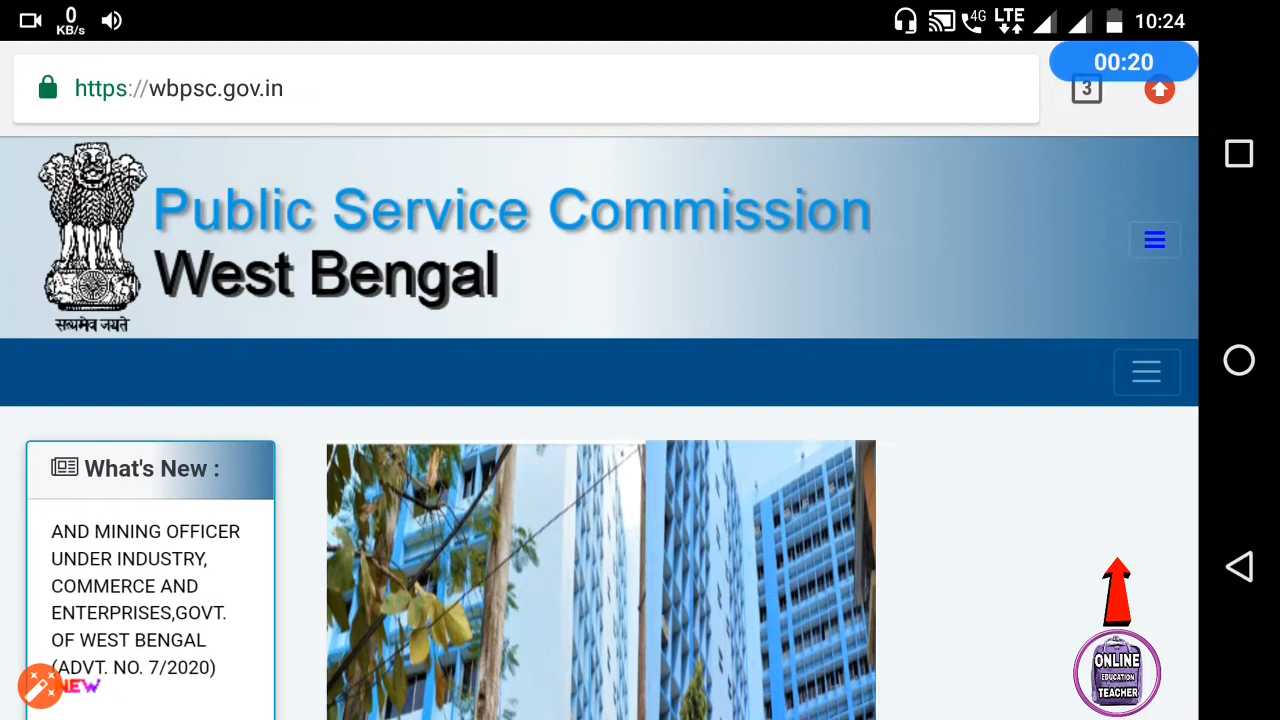 0
KB/s
4G
LTE
10:24
00:20
https://wbpsc.gov.in
3
Public Service Commission
West Bengal
सत्यमेव जयते
What's New :
AND MINING OFFICER
UNDER INDUSTRY,
COMMERCE AND
ENTERPRISES,GOVT.
OF WEST BENGAL
(ADVT. NO. 7/2020)
NEW
ONLINE
EDUCATION
TEACHER